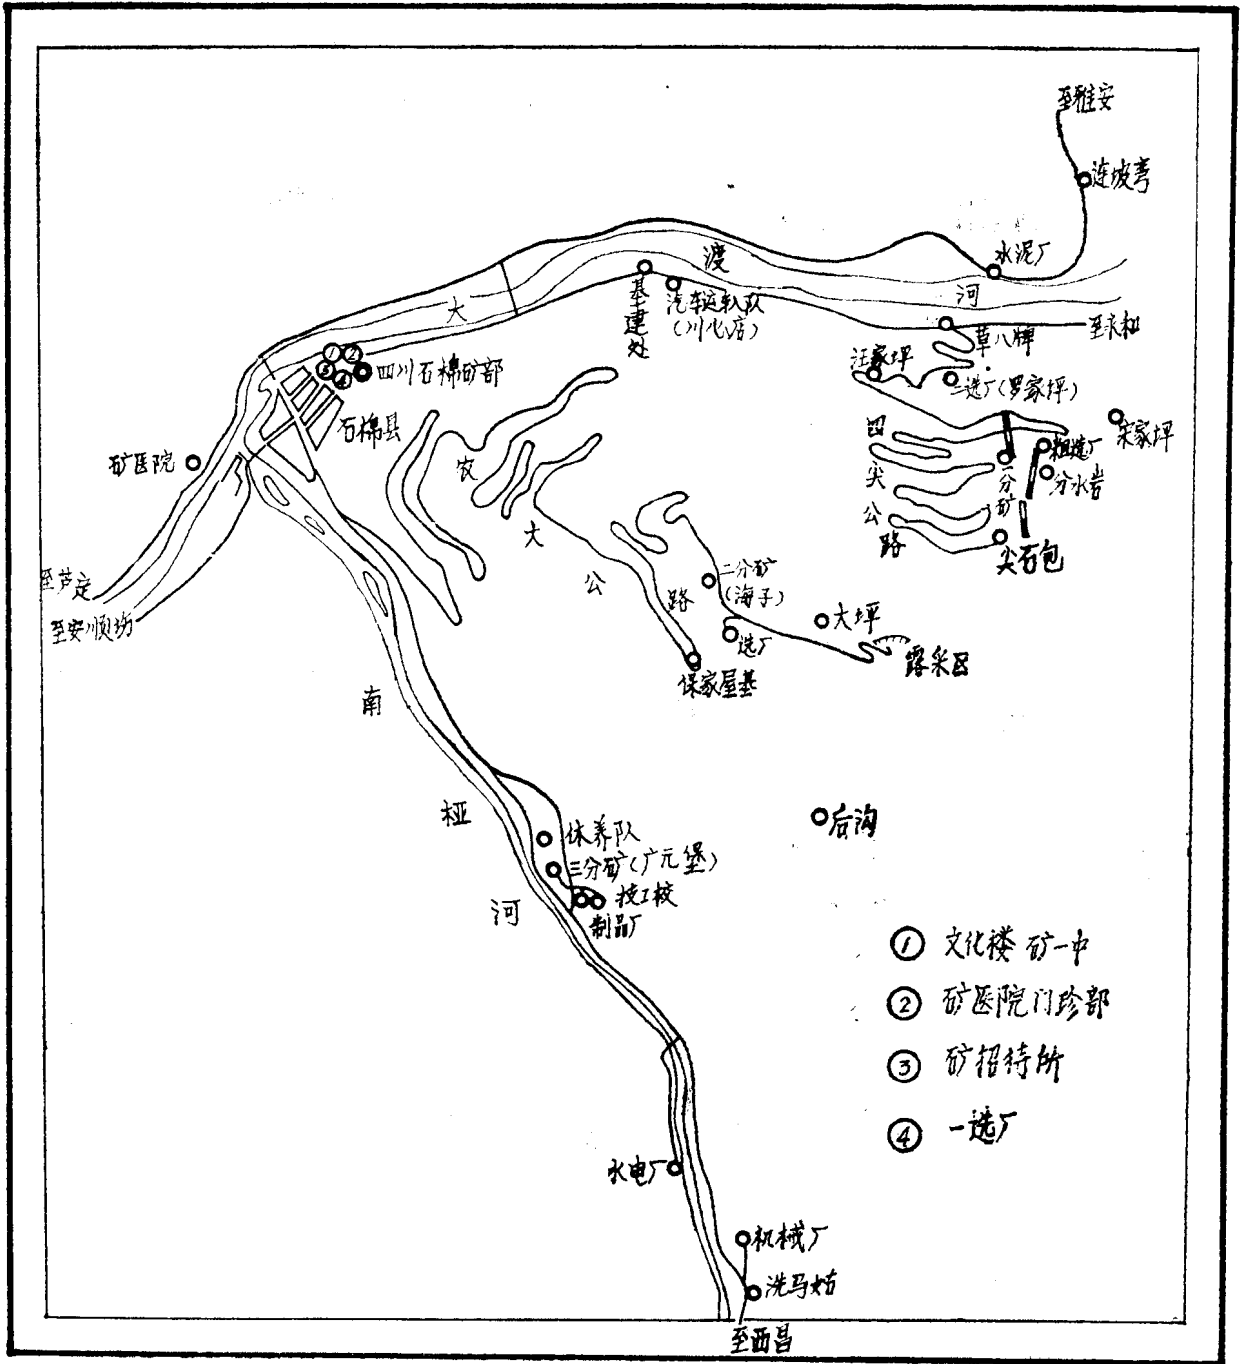 至雅安
连坡弯
水泥厂
大渡河
基建处
汽车运输队
(川心店)
至永和
草八牌
汪家坪
二选厂(罗家坪)
①②③④
四川石棉矿部
石棉县
矿医院
宋家坪
粗选厂
分水岩
一分矿
尖石包
四尖公路
农大公路
至芦定
至安顺场
二分矿
(海子)
大坪
选厂
露采区
保家屋基
南桠河
后沟
休养队
三分矿(广元堡)
技工校
制品厂
① 文化楼 矿一中
② 矿医院门珍部
③ 矿招待所
④ 一选厂
水电厂
机械厂
洗马姑
至西昌